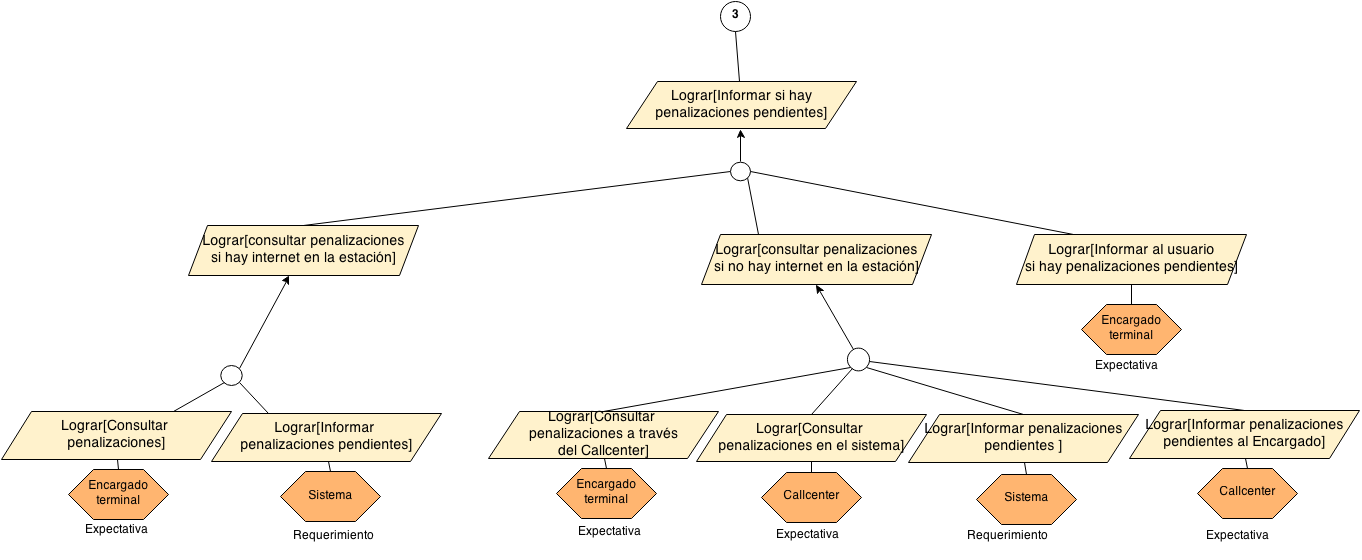 3
Lograr[Informar si hay
penalizaciones pendientes]
Lograr[consultar penalizaciones
si hay internet en la estación]
Lograr[consultar penalizaciones
si no hay internet en la estación]
Lograr[Informar al usuario
si hay penalizaciones pendientes]
Encargado
terminal
Expectativa
Lograr[Consultar
penalizaciones]
Lograr[Informar
penalizaciones pendientes]
Lograr[Consultar
penalizaciones a través
del Callcenter]
Lograr[Consultar
penalizaciones en el sistema]
Lograr[Informar penalizaciones
pendientes ]
Lograr[Informar penalizaciones
pendientes al Encargado]
Encargado
terminal
Expectativa
Sistema
Requerimiento
Encargado
terminal
Expectativa
Callcenter
Expectativa
Sistema
Requerimiento
Callcenter
Expectativa